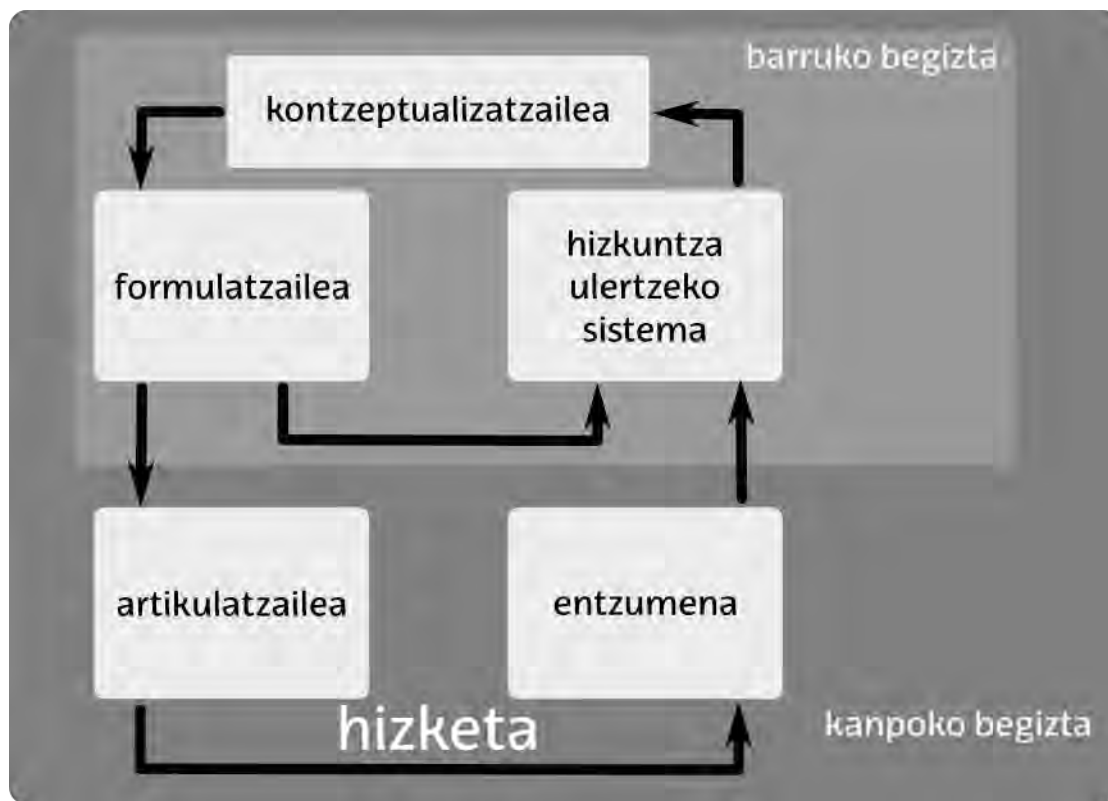 barruko begizta
kontzeptualizatzailea
formulatzailea
hizkuntza
ulertzeko
sistema
artikulatzailea
entzumena
hizketa
kanpoko begizta